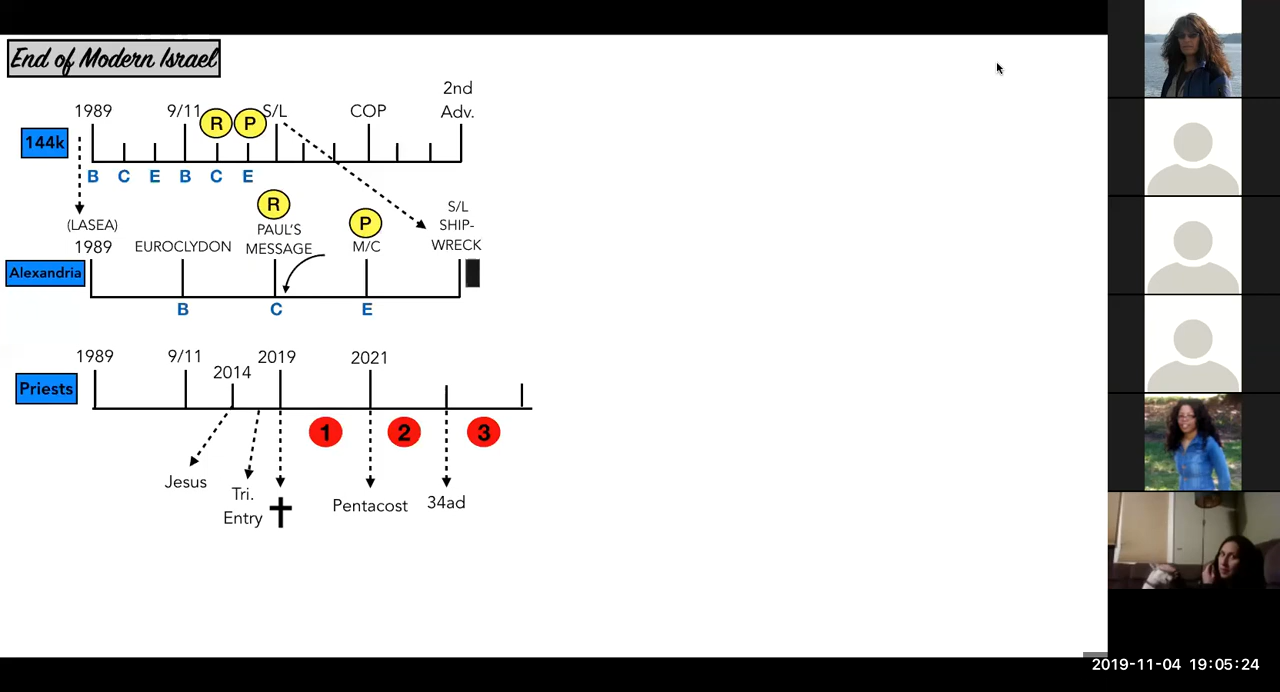 End of Modern Israel
2nd
1989 9/11 S/L COP Adv.
R P
144k
B C E B C E
R S/L
(LASEA) PAUL'S P SHIP-
1989 EUROCLYDON MESSAGE M/C WRECK
Alexandria
B C E
1989 9/11 2019 2021
2014
Priests
1 2 3
Jesus
Tri.
Entry Pentacost 34ad
2019-11-04 19:05:24